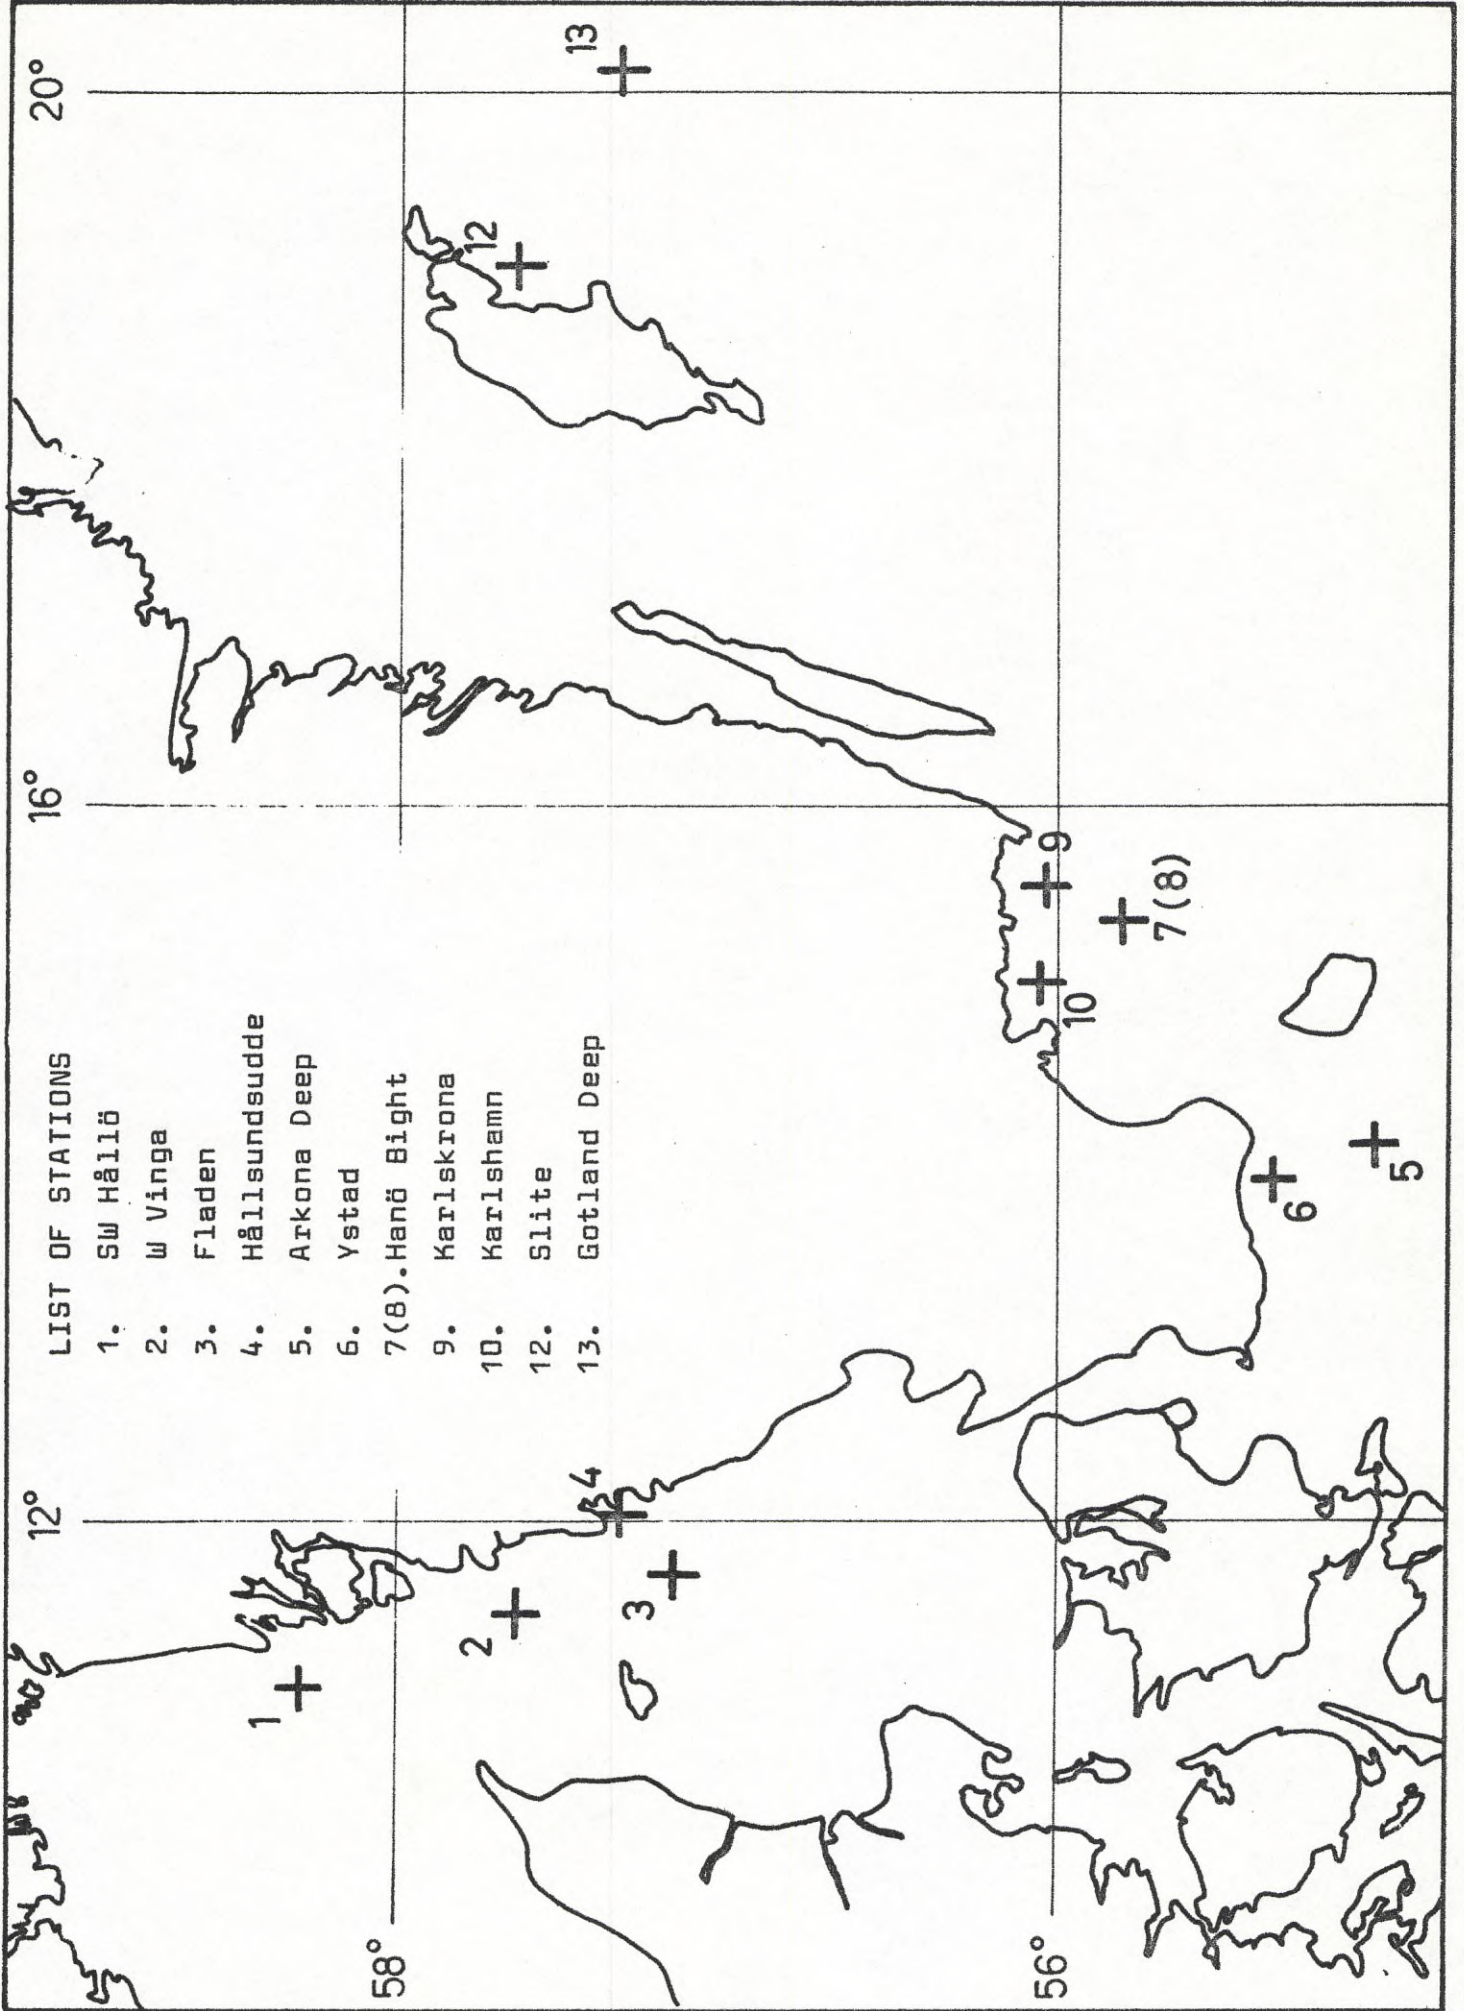 LIST OF STATIONS
1. SW Hållö
2. W Vinga
3. Fladen
4. Hållsundsudde
5. Arkona Deep
6. Ystad
7(8).Hanö Bight
9. Karlskrona
10. Karlshamn
12. Slite
13. Gotland Deep
12°
16°
20°
58°
56°
1
2
3
4
5
6
7(8)
9
10
12
13